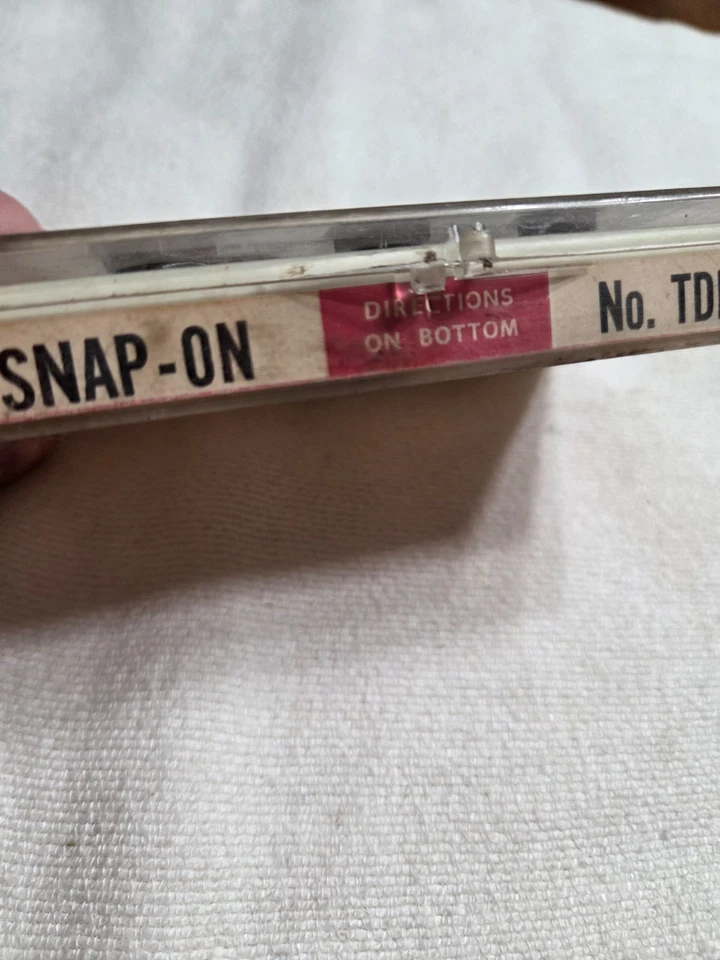 SNAP-ON
DIRECTIONS
ON BOTTOM
No. TD